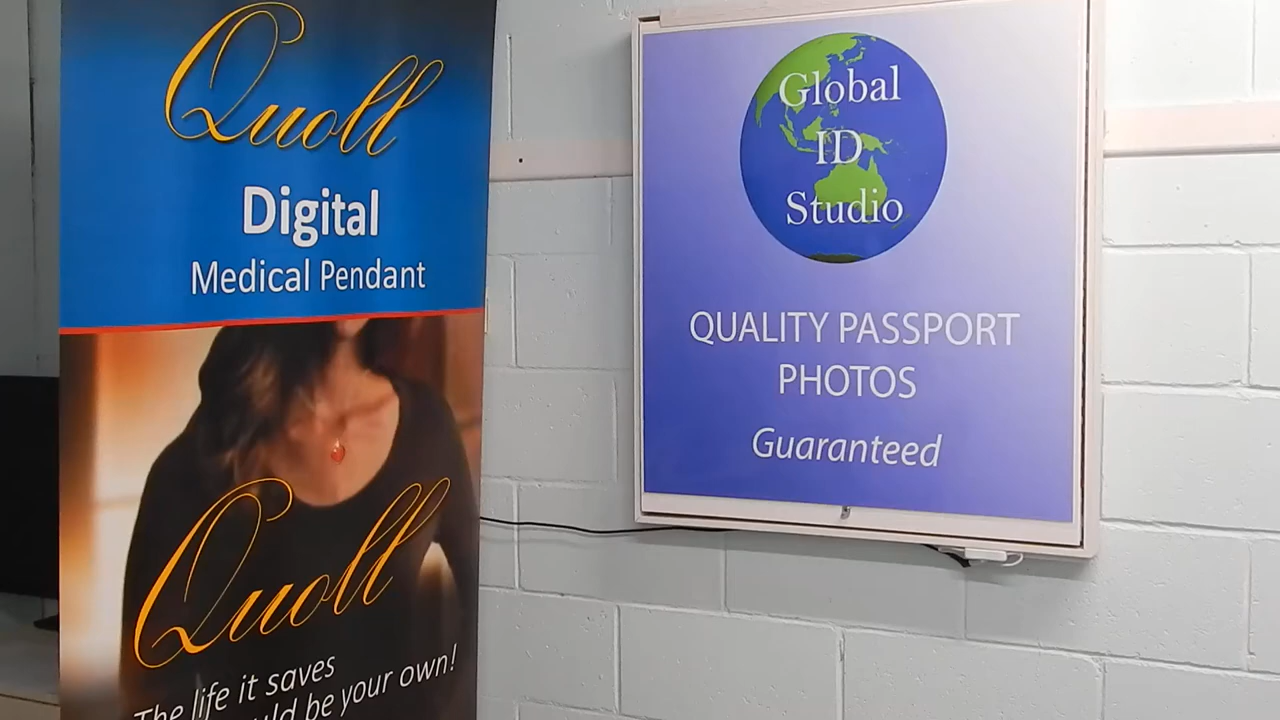 Quoll
Digital
Medical Pendant
Quoll
The life it saves
be your own!
Global
ID
Studio
QUALITY PASSPORT
PHOTOS
Guaranteed